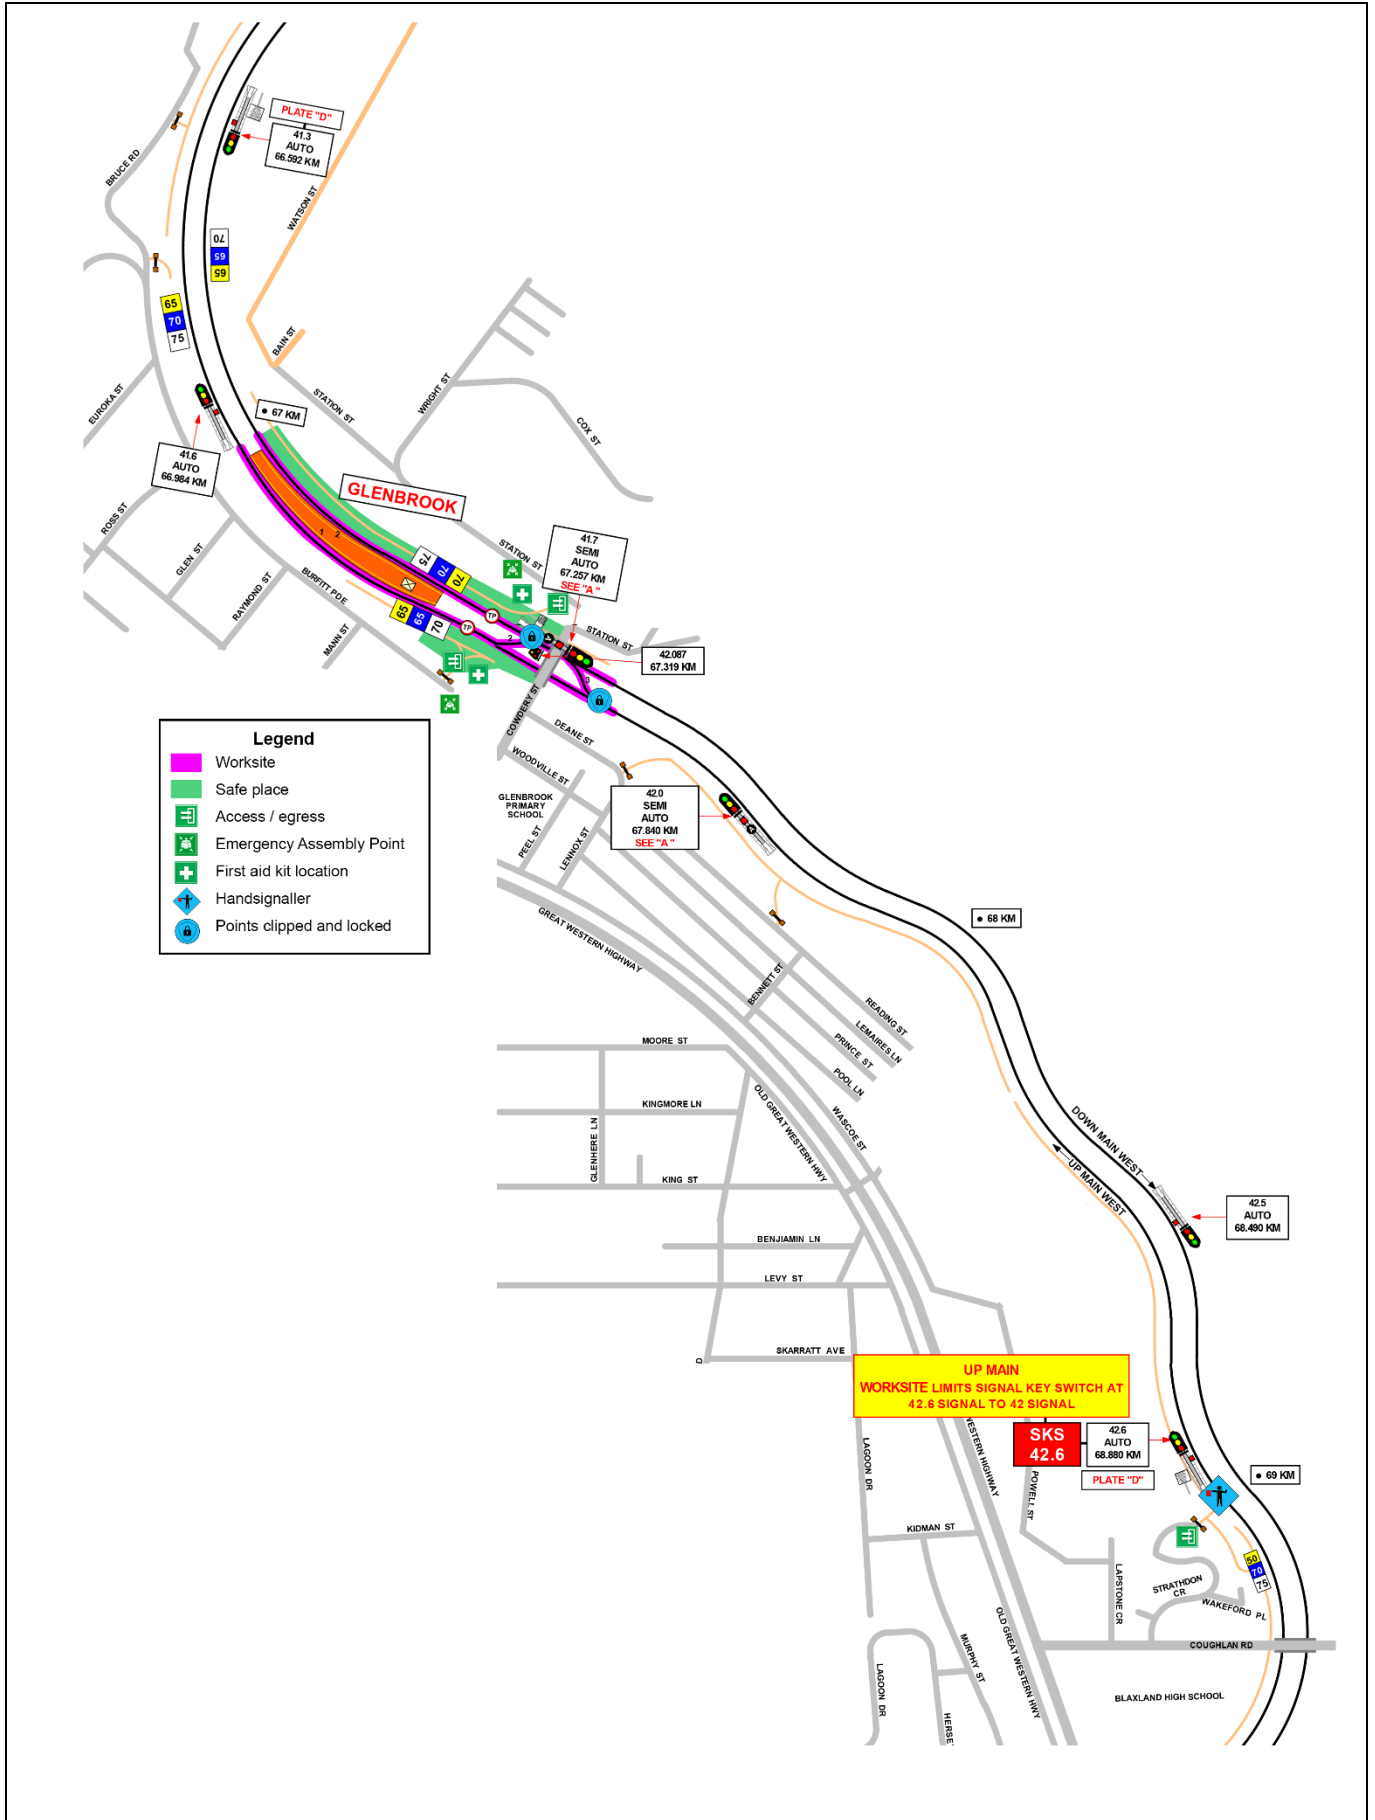 PLATE "D"
41.3
AUTO
66.592 KM
BRUCE RD
WATSON ST
70
65
65
65
70
75
BAIN ST
STATION ST
WRIGHT ST
COX ST
EUROKA ST
67 KM
41.6
AUTO
66.984 KM
GLENBROOK
ROSS ST
GLEN ST
RAYMOND ST
BURFITT PDE
MANN ST
1 2
75
70
70
65
65
70
STATION ST
41.7
SEMI
AUTO
67.257 KM
SEE "A"
TP
TP
2
A
STATION ST
42.087
67.319 KM
3
COWDERY ST
DEANE ST
WOODVILLE ST
GLENBROOK
PRIMARY
SCHOOL
PEEL ST
LENNOX ST
42.0
SEMI
AUTO
67.840 KM
SEE "A"
A
Legend
Worksite
Safe place
Access / egress
Emergency Assembly Point
First aid kit location
Handsignaller
Points clipped and locked
68 KM
GREAT WESTERN HIGHWAY
BENNETT ST
READING ST
LEMAIRES LN
PRINCE ST
POOL LN
MOORE ST
KINGMORE LN
GLENHERE LN
OLD GREAT WESTERN HWY
WASCOE ST
KING ST
DOWN MAIN WEST
UP MAIN WEST
42.5
AUTO
68.490 KM
BENJIAMIN LN
LEVY ST
SKARRATT AVE
D
UP MAIN
WORKSITE LIMITS SIGNAL KEY SWITCH AT
42.6 SIGNAL TO 42 SIGNAL
SKS
42.6
42.6
AUTO
68.880 KM
PLATE "D"
69 KM
LAGOON DR
WESTERN HIGHWAY
POWELL ST
KIDMAN ST
50
70
75
LAPSTONE CR
STRATHDON
CR
WAKEFORD PL
OLD GREAT WESTERN HWY
MURPHY ST
COUGHLAN RD
LAGOON DR
HERSE
BLAXLAND HIGH SCHOOL